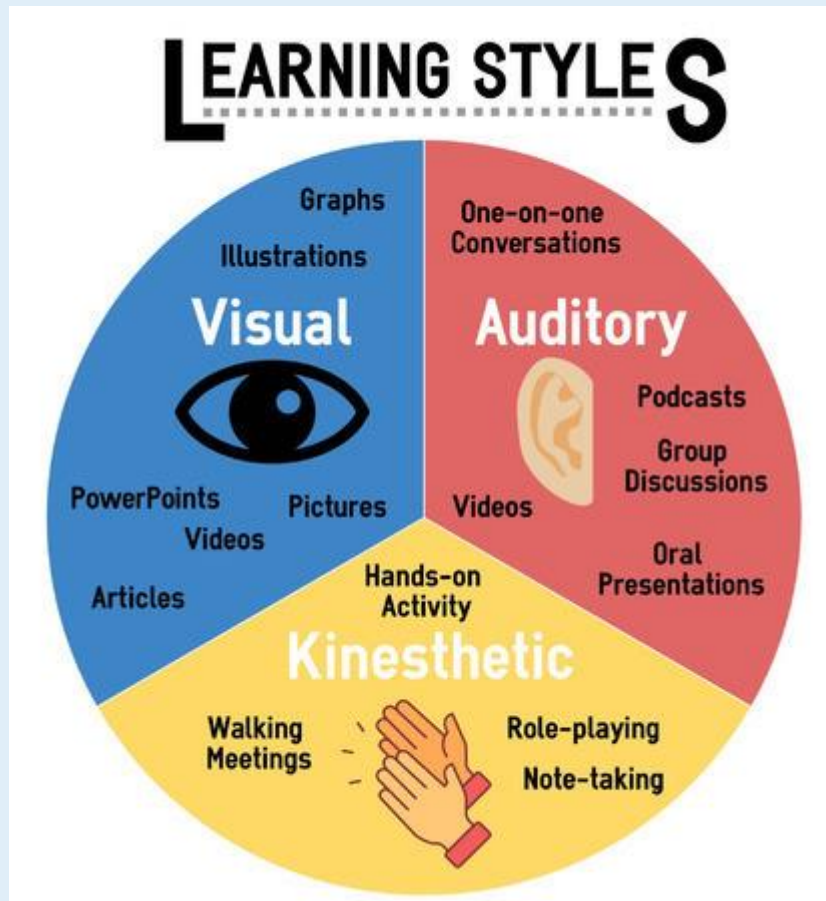 LEARNING STYLES
Graphs
Illustrations
Visual
PowerPoints
Pictures
Videos
Articles
One-on-one
Conversations
Auditory
Podcasts
Group
Discussions
Videos
Oral
Presentations
Hands-on
Activity
Kinesthetic
Walking
Meetings
Role-playing
Note-taking